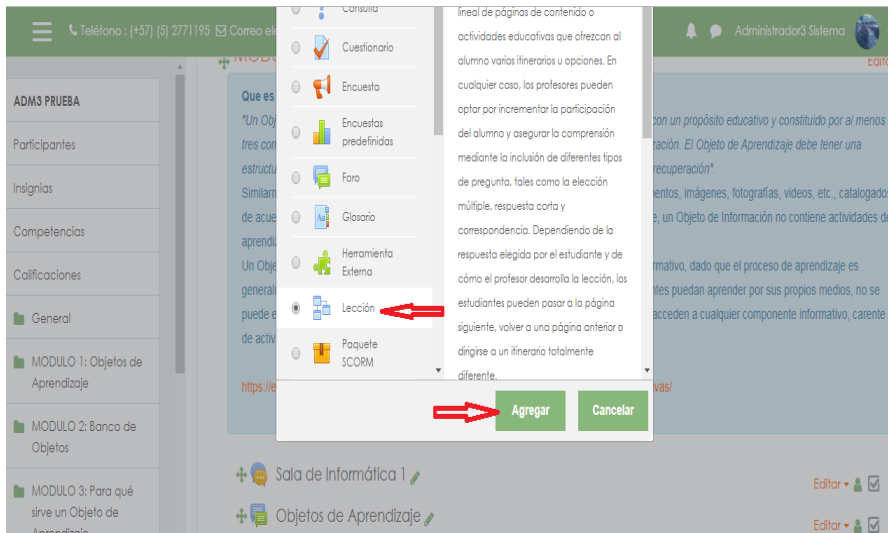 Teléfono : (+57) (5) 2771195 Correo ele
Administrador3 Sistema
ADM3 PRUEBA
Participantes
Insignias
Competencias
Calificaciones
General
MODULO 1: Objetos de
Aprendizaje
MODULO 2: Banco de
Objetos
MODULO 3: Para qué
sirve un Objeto de
Aprendizaje
Consulta
Cuestionario
Encuesta
Encuestas
predefinidas
Foro
Glosario
Herramienta
Externa
Lección
Paquete
SCORM
lineal de páginas de contenido o
actividades educativas que ofrezcan al
alumno varios itinerarios u opciones. En
cualquier caso, los profesores pueden
optar por incrementar la participación
del alumno y asegurar la comprensión
mediante la inclusión de diferentes tipos
de pregunta, tales como la elección
múltiple, respuesta corta y
correspondencia. Dependiendo de la
respuesta elegida por el estudiante y de
cómo el profesor desarrolla la lección, los
estudiantes pueden pasar a la página
siguiente, volver a una página anterior o
dirigirse a un itinerario totalmente
diferente.
Agregar Cancelar
Que es
"Un Obj con un propósito educativo y constituido por al menos
tres con zación. El Objeto de Aprendizaje debe tener una
estructu recuperación".
Similarm entos, imágenes, fotografías, videos, etc., catalogados
de acue e, un Objeto de Información no contiene actividades de
aprendiz
Un Obje rmativo, dado que el proceso de aprendizaje es
general ntes puedan aprender por sus propios medios, no se
puede e acceden a cualquier componente informativo, carente
de activ
https://e vas/
Sala de Informática 1
Editar
Objetos de Aprendizaje
Editar